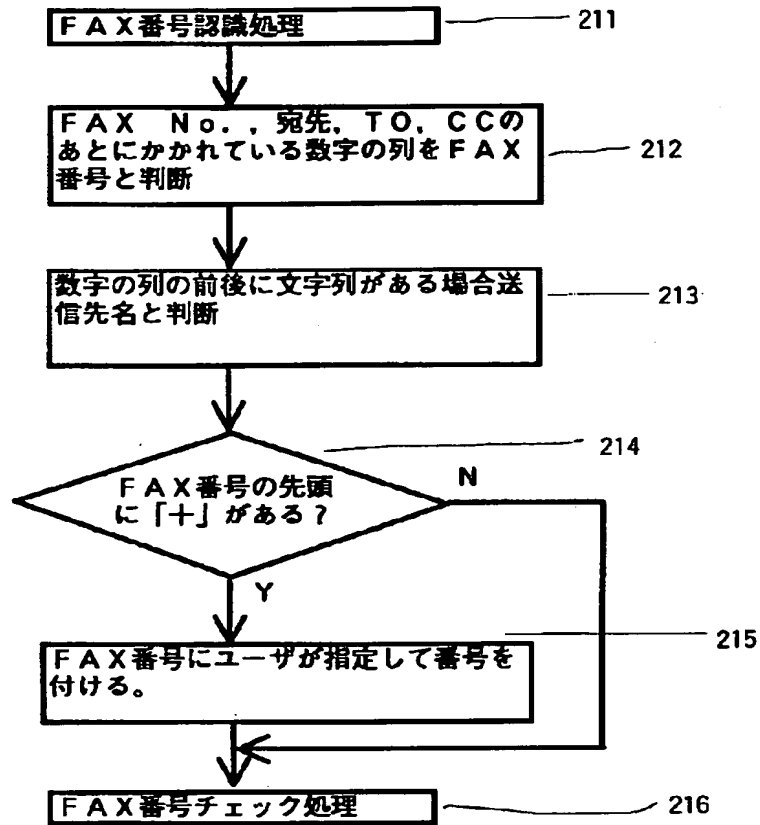 FAX番号認識処理
211
FAX No.,宛先,TO,CCの
あとにかかれている数字の列をFAX
番号と判断
212
数字の列の前後に文字列がある場合送
信先名と判断
213
214
FAX番号の先頭
に「+」がある?
N
Y
215
FAX番号にユーザが指定して番号を
付ける。
FAX番号チェック処理
216